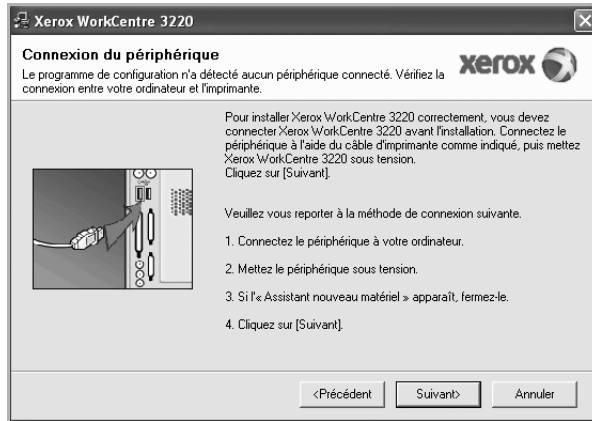 Xerox WorkCentre 3220
Connexion du périphérique
Le programme de configuration n'a détecté aucun périphérique connecté. Vérifiez la
connexion entre votre ordinateur et l'imprimante.
xerox
Pour installer Xerox WorkCentre 3220 correctement, vous devez
connecter Xerox WorkCentre 3220 avant l'installation. Connectez le
périphérique à l'aide du câble d'imprimante comme indiqué, puis mettez
Xerox WorkCentre 3220 sous tension.
Cliquez sur [Suivant].
Veuillez vous reporter à la méthode de connexion suivante.
1. Connectez le périphérique à votre ordinateur.
2. Mettez le périphérique sous tension.
3. Si l'« Assistant nouveau matériel » apparaît, fermez-le.
4. Cliquez sur [Suivant].
<Précédent
Suivant>
Annuler